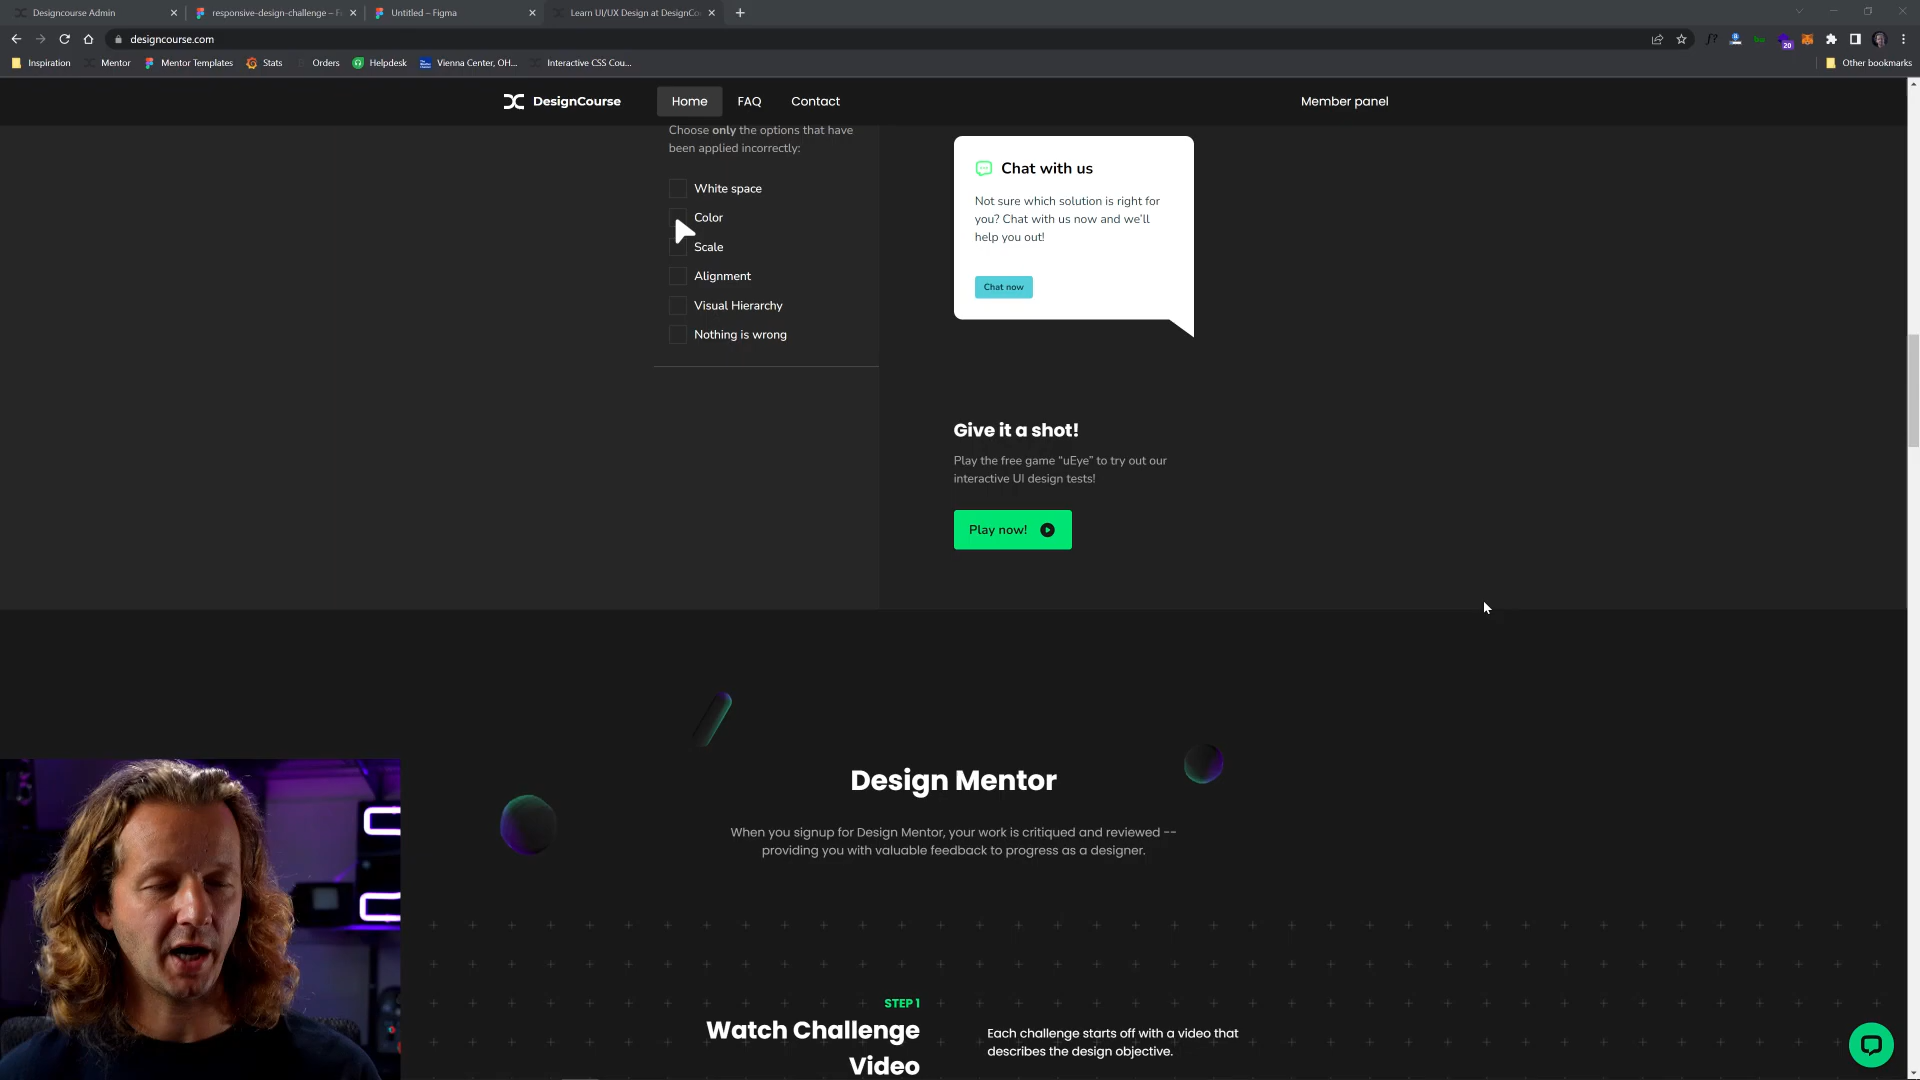 Designcourse Admin
responsive-design-challenge – F
Untitled – Figma
Learn UI/UX Design at DesignCo
designcourse.com
20
Inspiration
Mentor
Mentor Templates
Stats
Orders
Helpdesk
Vienna Center, OH...
Interactive CSS Cou...
Other bookmarks
DesignCourse
Home
FAQ
Contact
Member panel
Choose only the options that have
been applied incorrectly:
White space
Color
Scale
Alignment
Visual Hierarchy
Nothing is wrong
Chat with us
Not sure which solution is right for
you? Chat with us now and we'll
help you out!
Chat now
Give it a shot!
Play the free game “uEye” to try out our
interactive UI design tests!
Play now!
Design Mentor
When you signup for Design Mentor, your work is critiqued and reviewed --
providing you with valuable feedback to progress as a designer.
STEP 1
Watch Challenge
Video
Each challenge starts off with a video that
describes the design objective.